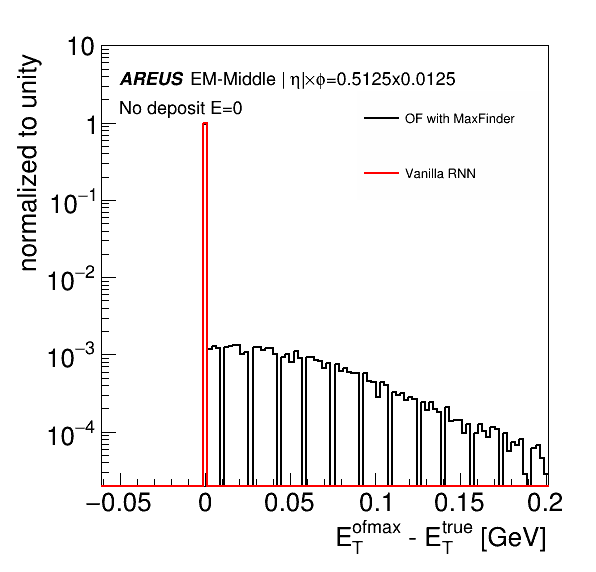 normalized to unity
10
1
10⁻¹
10⁻²
10⁻³
10⁻⁴
AREUS EM-Middle | η|×ϕ=0.5125x0.0125
No deposit E=0
OF with MaxFinder
Vanilla RNN
−0.05 0 0.05 0.1 0.15 0.2
E_T^ofmax - E_T^true [GeV]